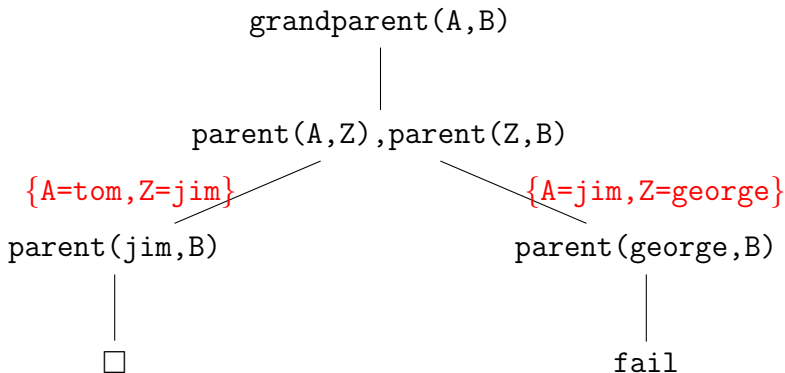 grandparent(A,B)
parent(A,Z),parent(Z,B)
{A=tom,Z=jim} {A=jim,Z=george}
parent(jim,B) parent(george,B)
□ fail